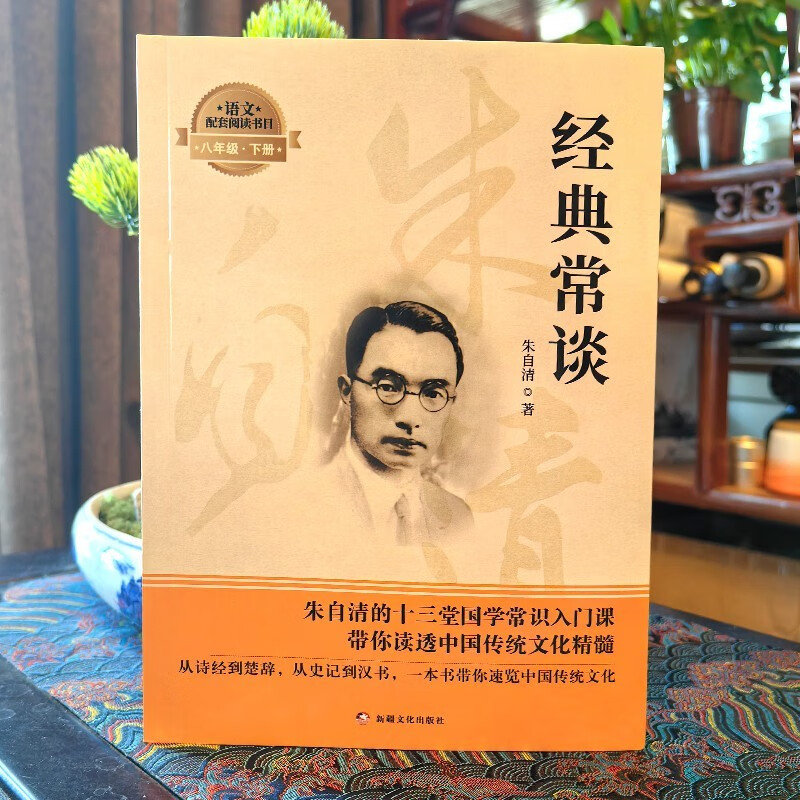 语文
配套阅读书目
八年级·下册
经典常谈
朱自清◎著
朱自清
朱自清的十三堂国学常识入门课
带你读透中国传统文化精髓
从诗经到楚辞，从史记到汉书，一本书带你速览中国传统文化
新疆文化出版社